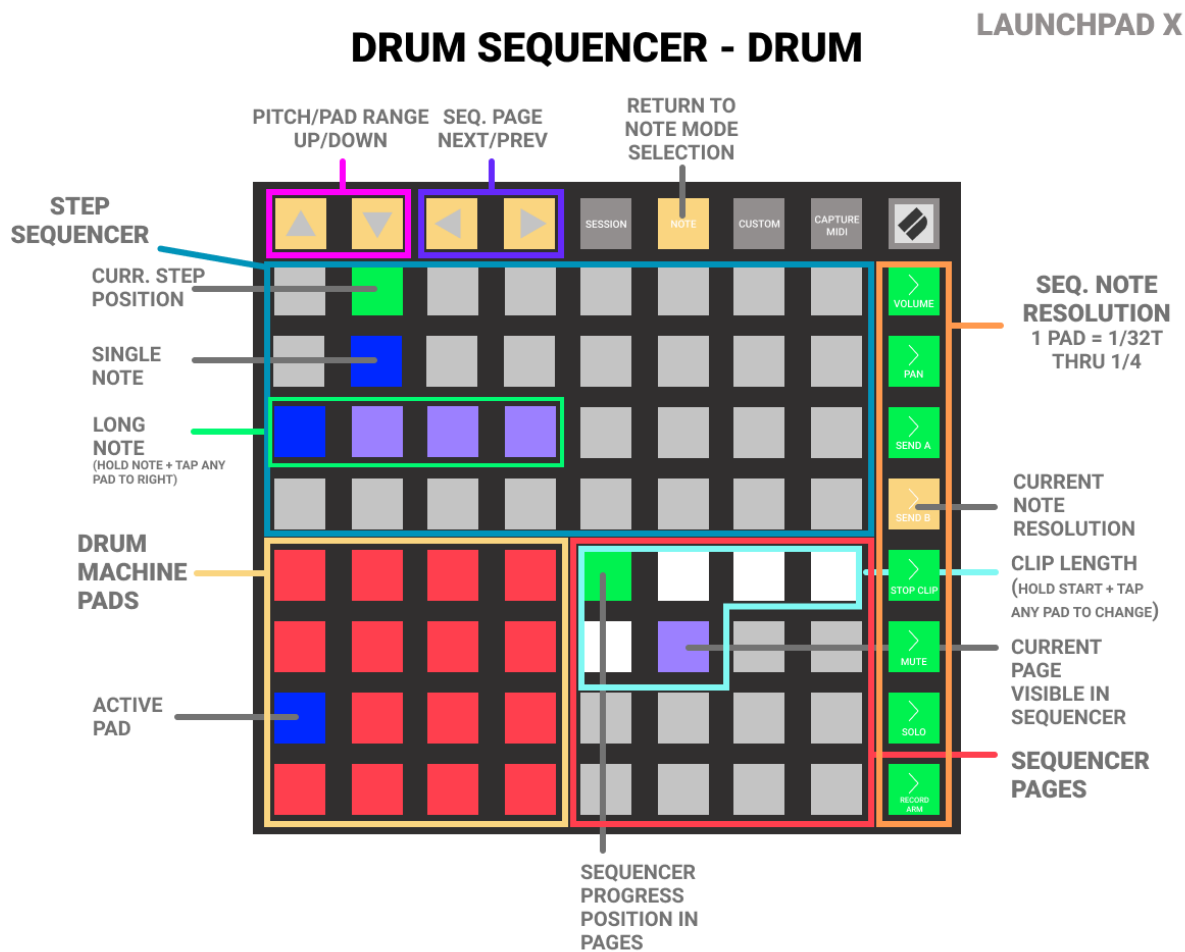 LAUNCHPAD X
DRUM SEQUENCER - DRUM
PITCH/PAD RANGE
UP/DOWN
SEQ. PAGE
NEXT/PREV
RETURN TO
NOTE MODE
SELECTION
STEP
SEQUENCER
SESSION
NOTE
CUSTOM
CAPTURE
MIDI
CURR. STEP
POSITION
SINGLE
NOTE
LONG
NOTE
(HOLD NOTE + TAP ANY
PAD TO RIGHT)
DRUM
MACHINE
PADS
ACTIVE
PAD
VOLUME
PAN
SEND A
SEND B
STOP CLIP
MUTE
SOLO
RECORD
ARM
SEQ. NOTE
RESOLUTION
1 PAD = 1/32T
THRU 1/4
CURRENT
NOTE
RESOLUTION
CLIP LENGTH
(HOLD START + TAP
ANY PAD TO CHANGE)
CURRENT
PAGE
VISIBLE IN
SEQUENCER
SEQUENCER
PAGES
SEQUENCER
PROGRESS
POSITION IN
PAGES